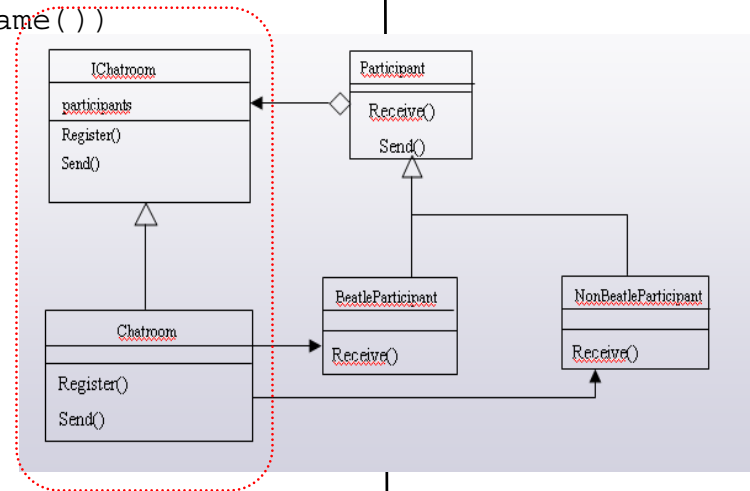 ame())
IChatroom
participants
Register()
Send()
Participant
Receive()
Send()
Chatroom
Register()
Send()
BeatleParticipant
Receive()
NonBeatleParticipant
Receive()